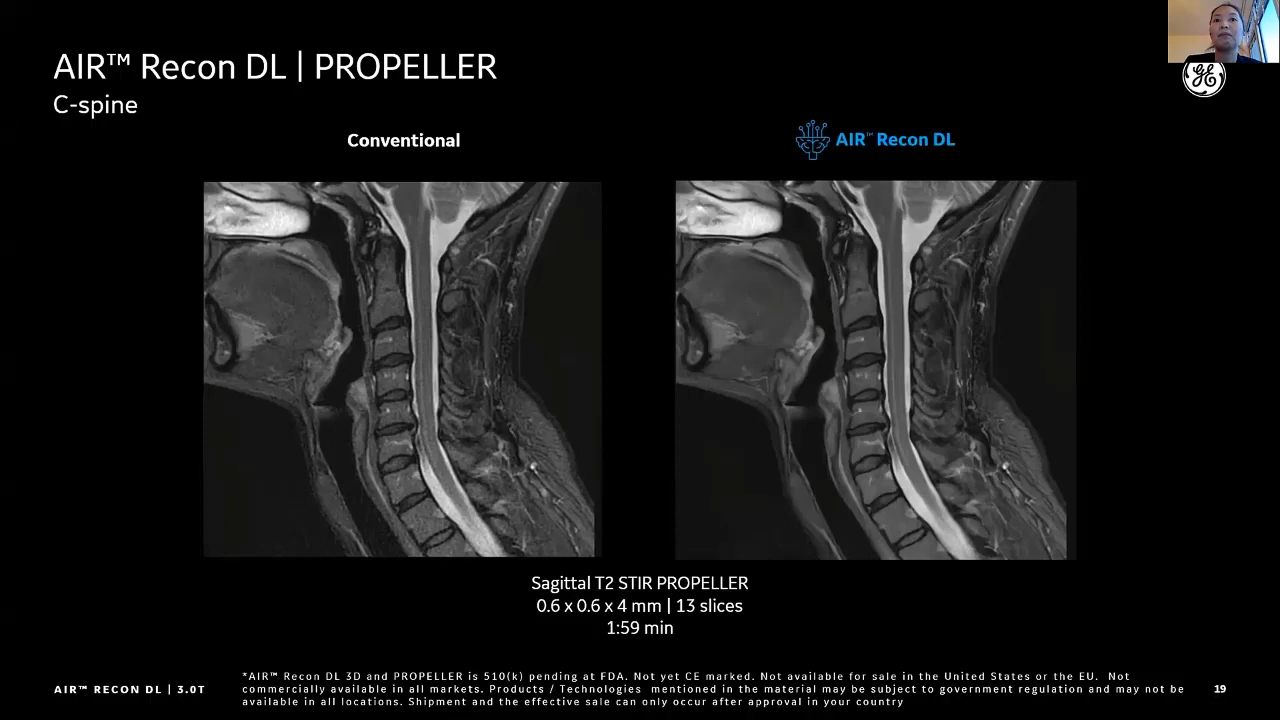 AIR™ Recon DL | PROPELLER
C-spine
Conventional
AIR™ Recon DL
Sagittal T2 STIR PROPELLER
0.6 x 0.6 x 4 mm | 13 slices
1:59 min
AIR™ RECON DL | 3.0T
*AIR™ Recon DL 3D and PROPELLER is 510(k) pending at FDA. Not yet CE marked. Not available for sale in the United States or the EU. Not
commercially available in all markets. Products / Technologies mentioned in the material may be subject to government regulation and may not be
available in all locations. Shipment and the effective sale can only occur after approval in your country
19
GE